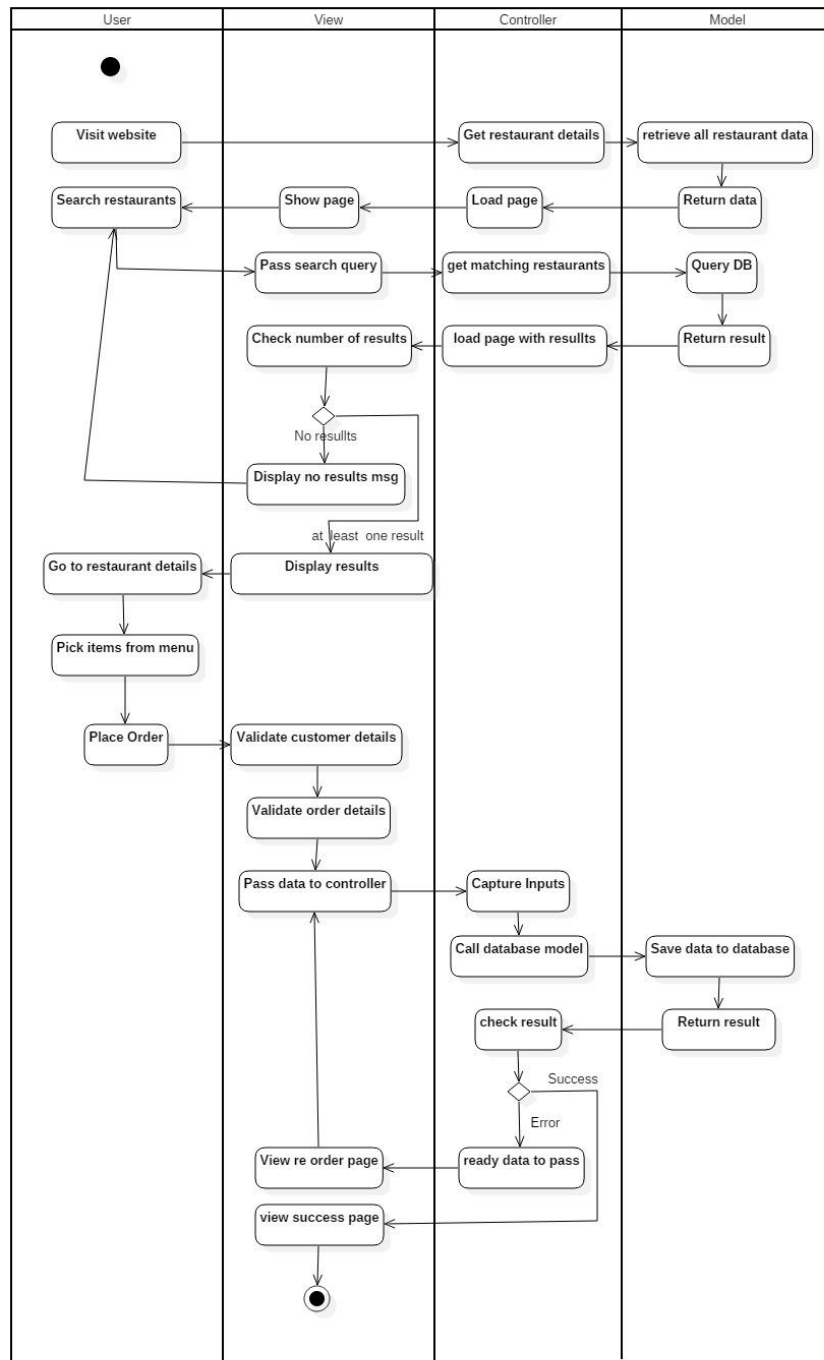 User
View
Controller
Model
Visit website
Get restaurant details
retrieve all restaurant data
Search restaurants
Show page
Load page
Return data
Pass search query
get matching restaurants
Query DB
Check number of results
load page with resullts
Return result
No resullts
Display no results msg
at least one result
Go to restaurant details
Display results
Pick items from menu
Place Order
Validate customer details
Validate order details
Pass data to controller
Capture Inputs
Call database model
Save data to database
check result
Return result
Success
Error
View re order page
ready data to pass
view success page